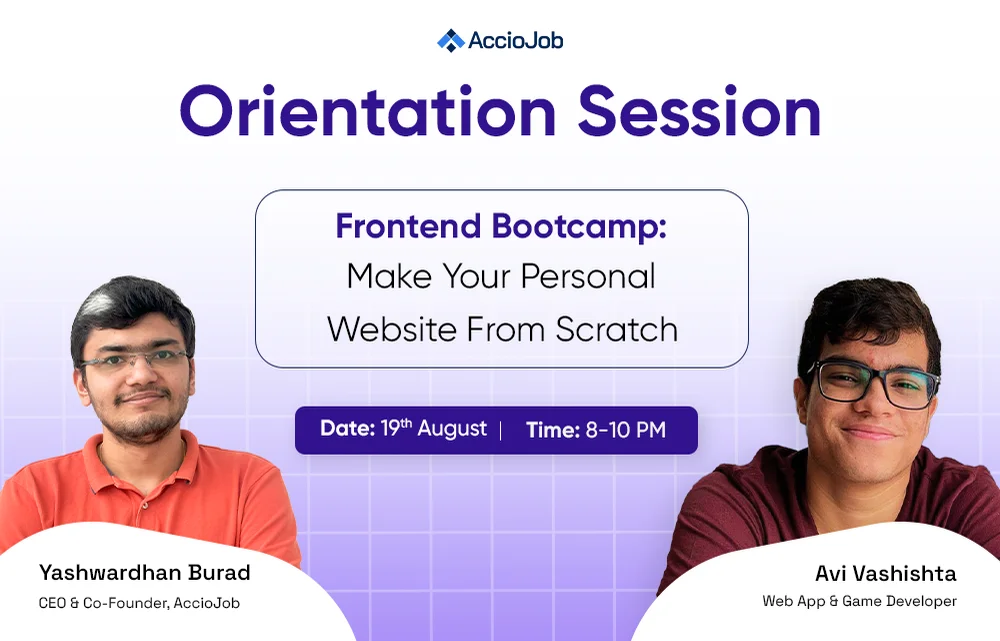 AccioJob
Orientation Session
Frontend Bootcamp:
Make Your Personal
Website From Scratch
Date: 19th August | Time: 8-10 PM
Yashwardhan Burad
CEO & Co-Founder, AccioJob
Avi Vashishta
Web App & Game Developer